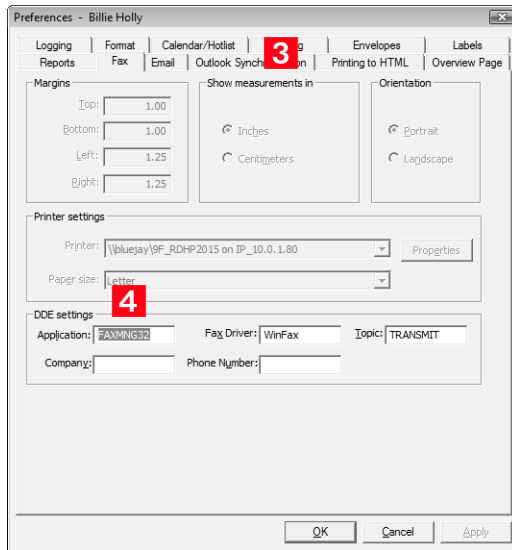 Preferences - Billie Holly
Logging Format Calendar/Hotlist 3 Envelopes Labels
Reports Fax Email Outlook Printing to HTML Overview Page
Margins Show measurements in Orientation
Top: 1.00
Bottom: 1.00 Inches Portrait
Left: 1.25 Centimeters Landscape
Right: 1.25
Printer settings
Printer: \\bluejay\9F_RDHP2015 on IP_10.0.1.80 Properties
Paper size: Letter
4
DDE settings
Application: FAXMNG32 Fax Driver: WinFax Topic: TRANSMIT
Company: Phone Number:
OK Cancel Apply